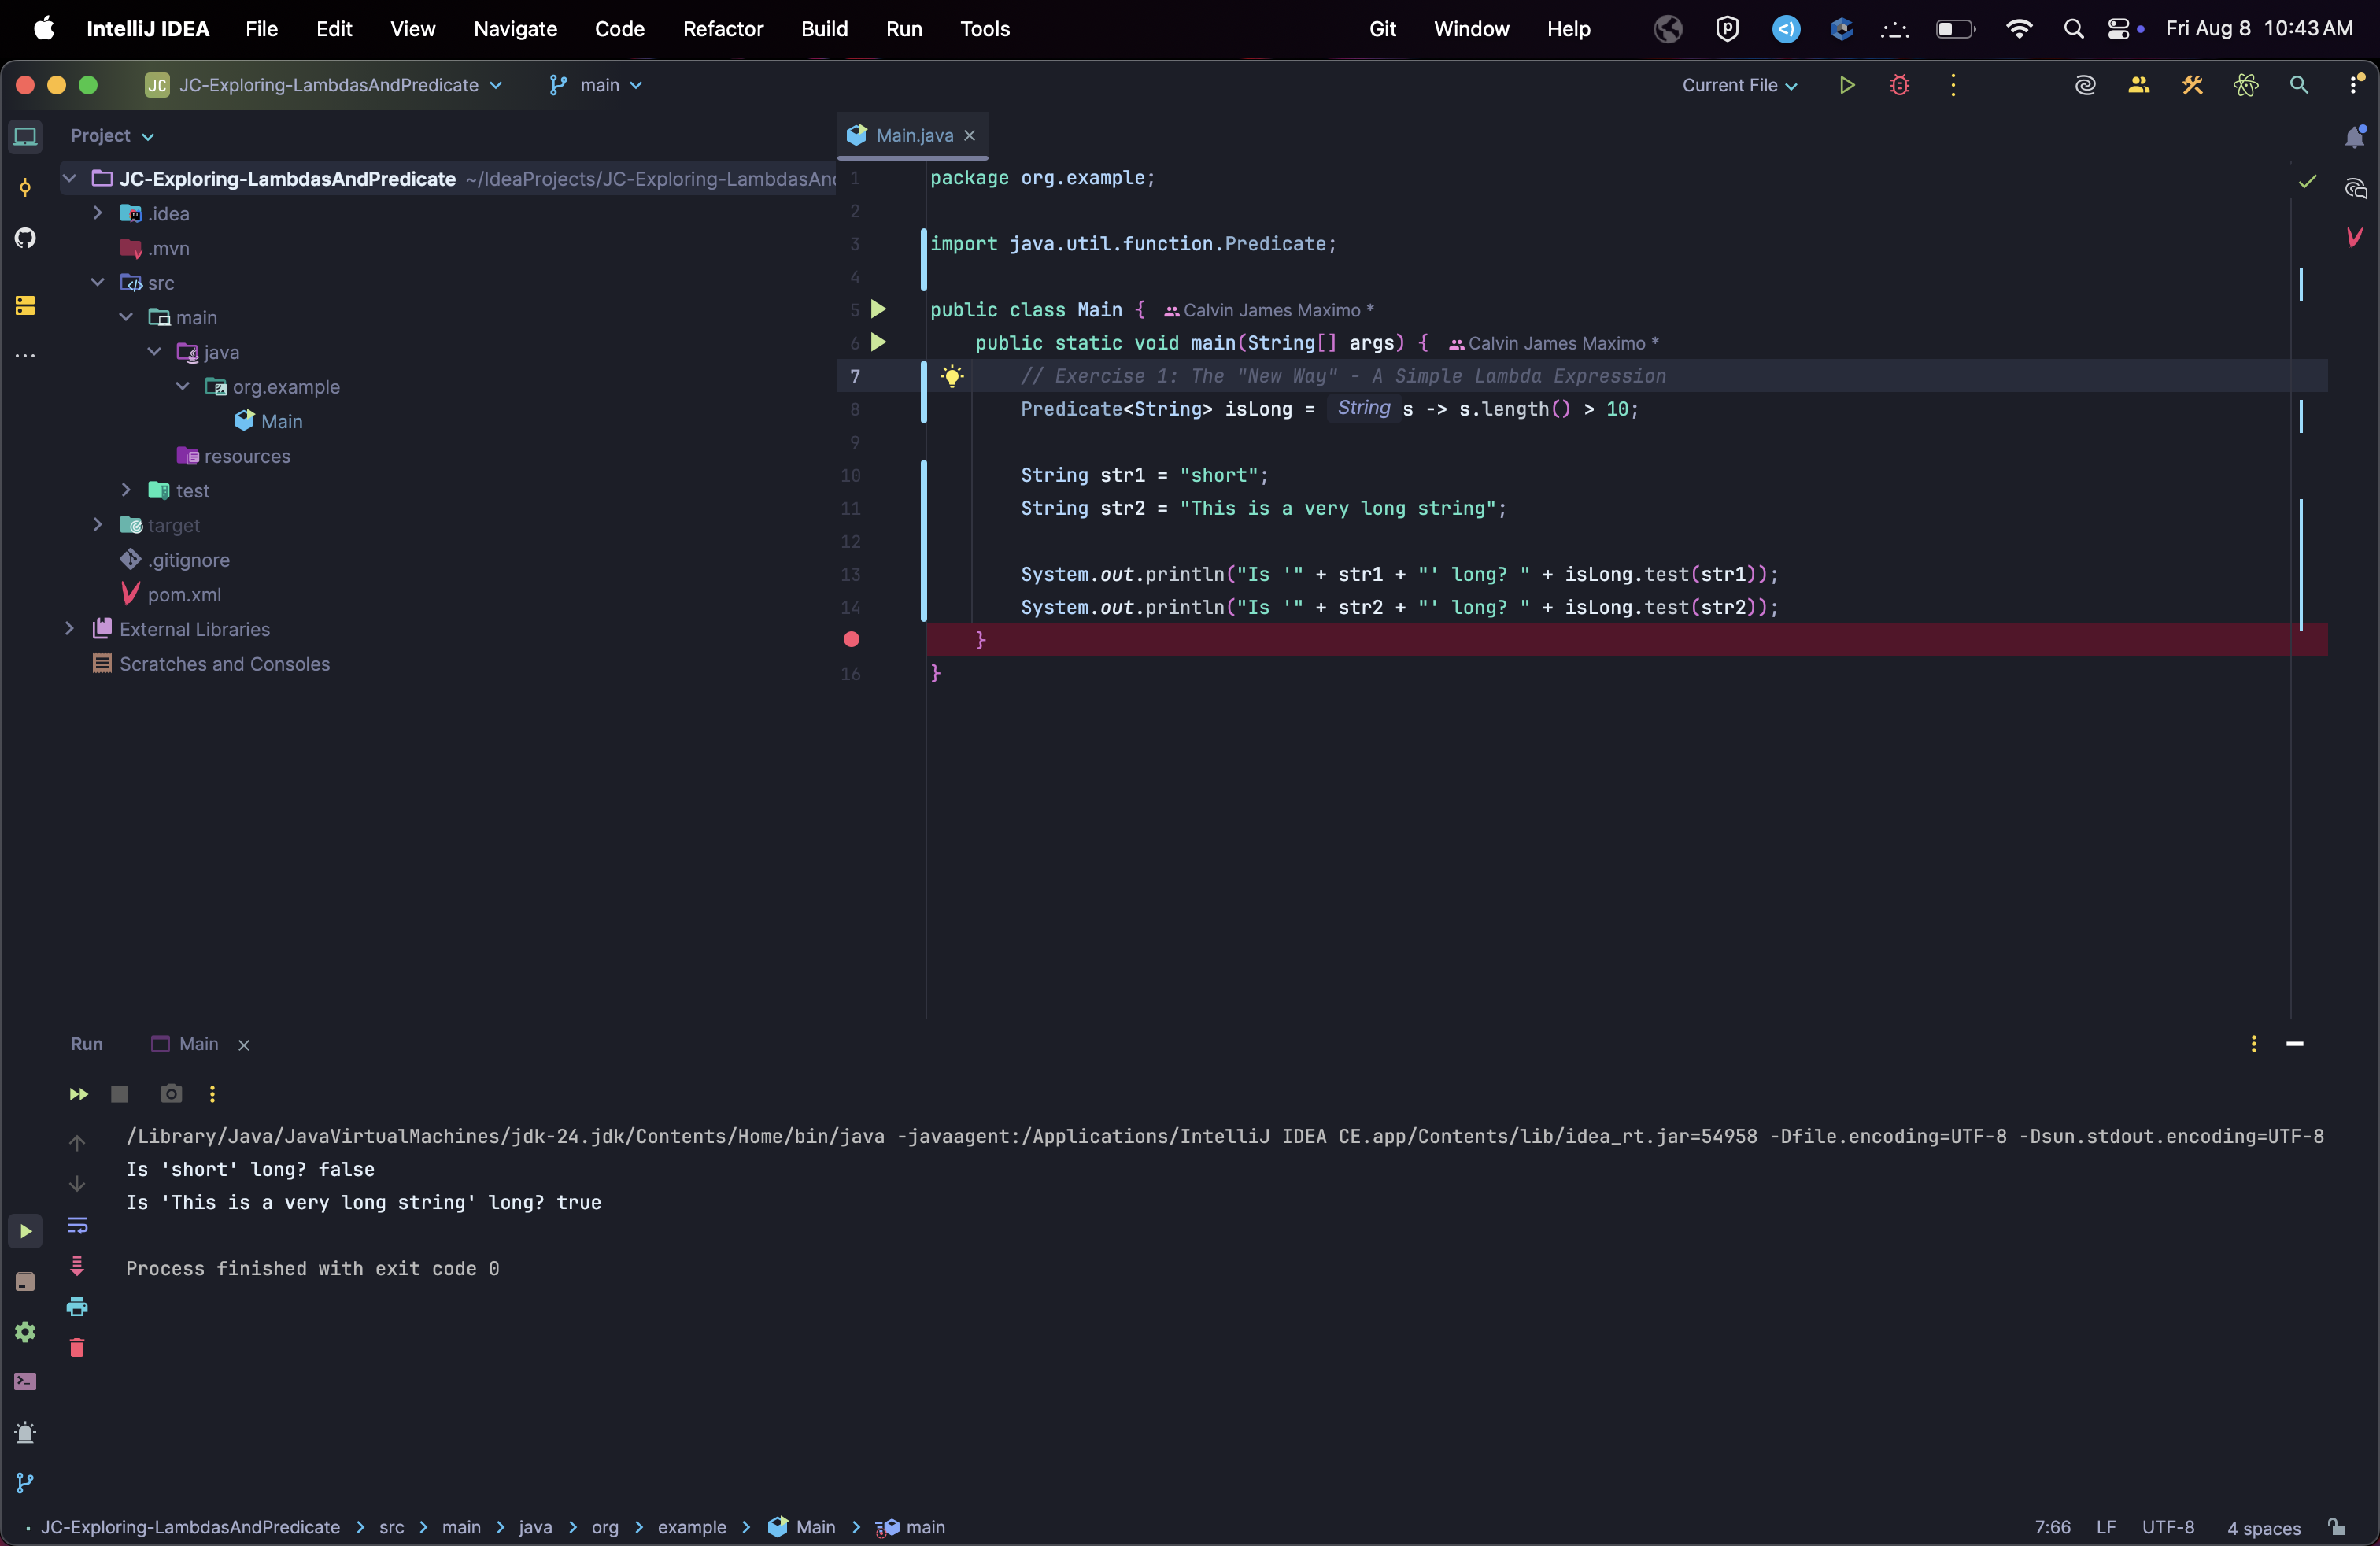 IntelliJ IDEA File Edit View Navigate Code Refactor Build Run Tools Git Window Help Fri Aug 8 10:43 AM
JC JC-Exploring-LambdasAndPredicate main Current File
Project
Main.java
JC-Exploring-LambdasAndPredicate ~/IdeaProjects/JC-Exploring-LambdasAn
.idea
.mvn
src
main
java
org.example
Main
resources
test
target
.gitignore
pom.xml
External Libraries
Scratches and Consoles
1 package org.example;
2
3 import java.util.function.Predicate;
4
5 public class Main { Calvin James Maximo *
6 public static void main(String[] args) { Calvin James Maximo *
7 // Exercise 1: The "New Way" - A Simple Lambda Expression
8 Predicate<String> isLong = String s -> s.length() > 10;
9
10 String str1 = "short";
11 String str2 = "This is a very long string";
12
13 System.out.println("Is '" + str1 + "' long? " + isLong.test(str1));
14 System.out.println("Is '" + str2 + "' long? " + isLong.test(str2));
}
16 }
Run Main
/Library/Java/JavaVirtualMachines/jdk-24.jdk/Contents/Home/bin/java -javaagent:/Applications/IntelliJ IDEA CE.app/Contents/lib/idea_rt.jar=54958 -Dfile.encoding=UTF-8 -Dsun.stdout.encoding=UTF-8
Is 'short' long? false
Is 'This is a very long string' long? true
Process finished with exit code 0
JC-Exploring-LambdasAndPredicate > src > main > java > org > example > Main > main 7:66 LF UTF-8 4 spaces